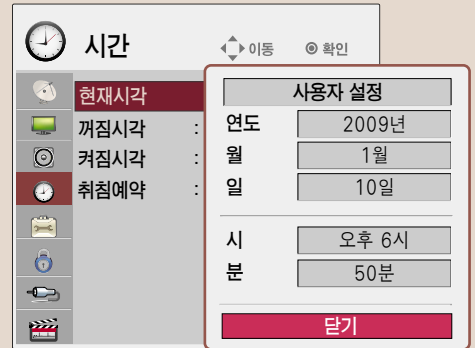 시간
이동 확인
현재시각
꺼짐시각 :
켜짐시각 :
취침예약 :
사용자 설정
연도 2009년
월 1월
일 10일
시 오후 6시
분 50분
닫기